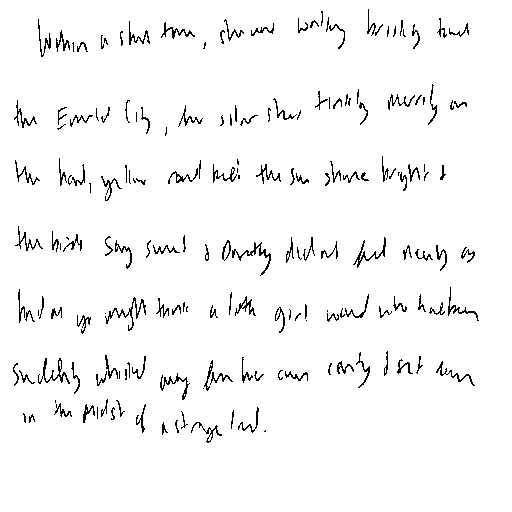 Within a short time, she was walking briskly toward
the Emerald City, her silver shoes tinkling merrily on
the hard, yellow road bed. the sun shone bright &
the birds sang sweet & Dorothy did not feel nearly as
bad as you might think a little girl would who had been
suddenly whisked away from her own country & set down
in the midst of a strange land.